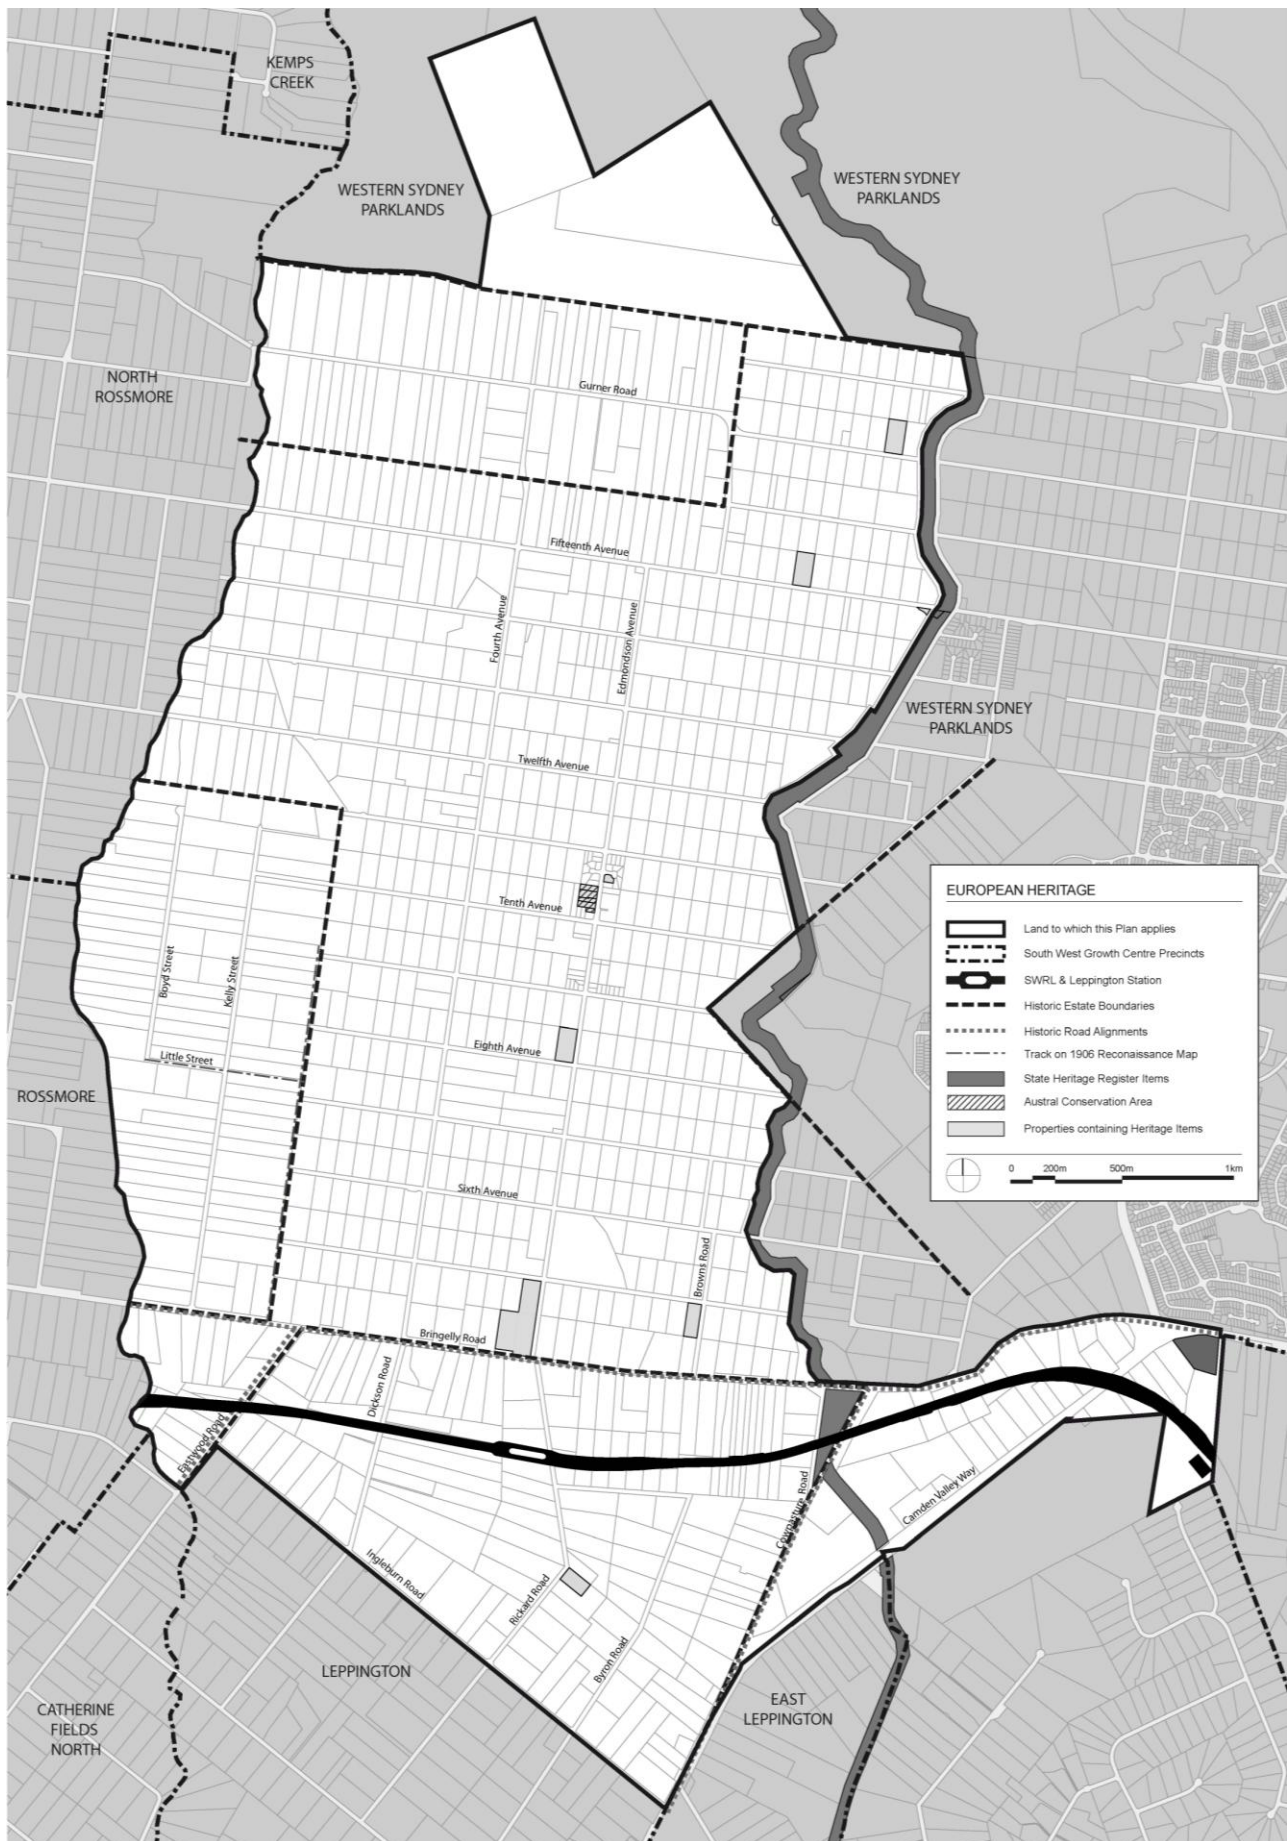 KEMPS
CREEK
WESTERN SYDNEY
PARKLANDS
WESTERN SYDNEY
PARKLANDS
NORTH
ROSSMORE
Gurner Road
Fifteenth Avenue
Fourth Avenue
Edmondson Avenue
WESTERN SYDNEY
PARKLANDS
Twelfth Avenue
Tenth Avenue
Boyd Street
Kelly Street
Eighth Avenue
Little Street
ROSSMORE
Sixth Avenue
Browns Road
Bringelly Road
Dickson Road
Eastwood Road
Cowpasture Road
Camden Valley Way
Ingleburn Road
Rickard Road
Byron Road
LEPPINGTON
EAST
LEPPINGTON
CATHERINE
FIELDS
NORTH
EUROPEAN HERITAGE
Land to which this Plan applies
South West Growth Centre Precincts
SWRL & Leppington Station
Historic Estate Boundaries
Historic Road Alignments
Track on 1906 Reconaissance Map
State Heritage Register Items
Austral Conservation Area
Properties containing Heritage Items
0 200m 500m 1km